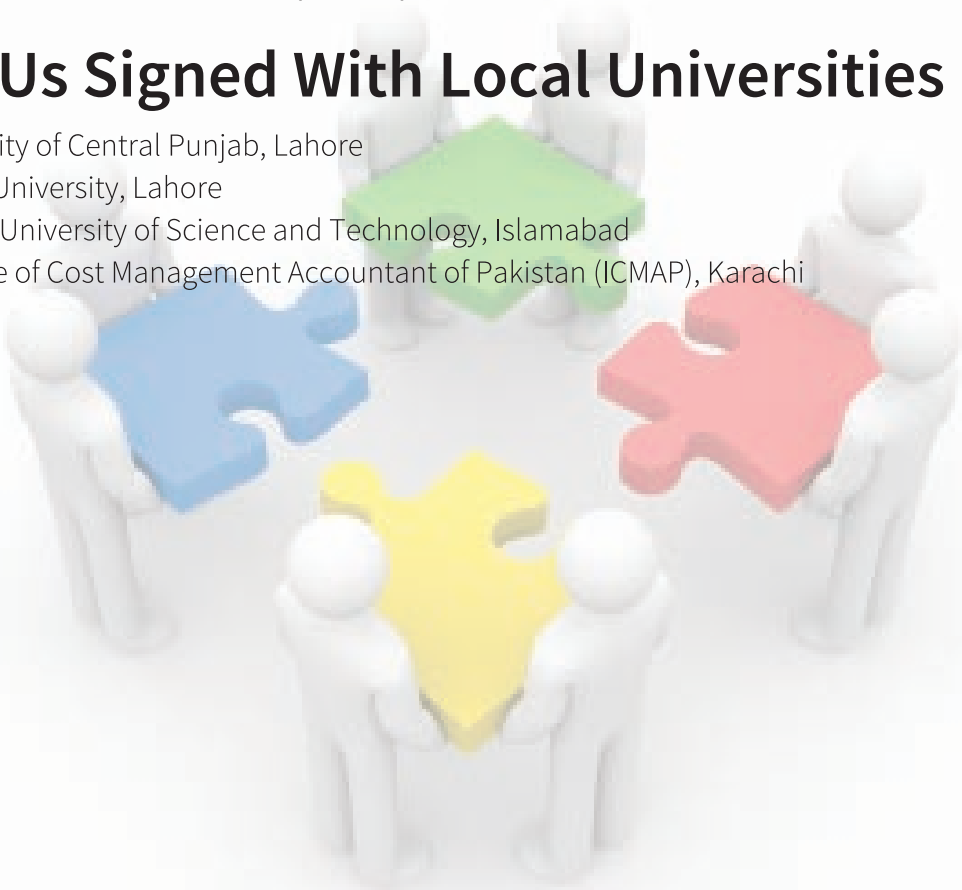 Us Signed With Local Universities
ity of Central Punjab, Lahore
University, Lahore
University of Science and Technology, Islamabad
e of Cost Management Accountant of Pakistan (ICMAP), Karachi